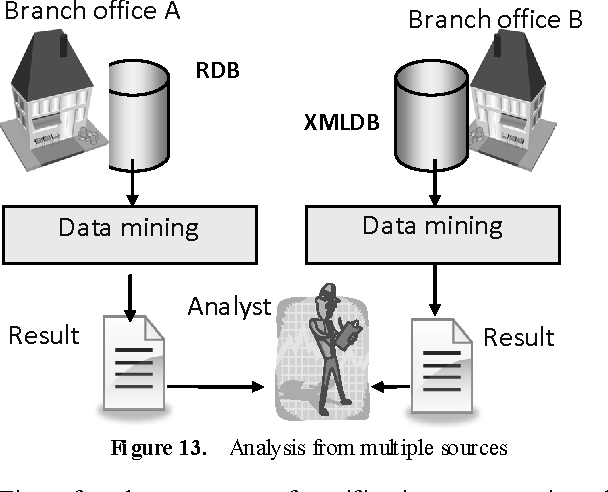 Branch office A
Branch office B
RDB
XMLDB
Data mining
Data mining
Analyst
Result
Result
Figure 13. Analysis from multiple sources